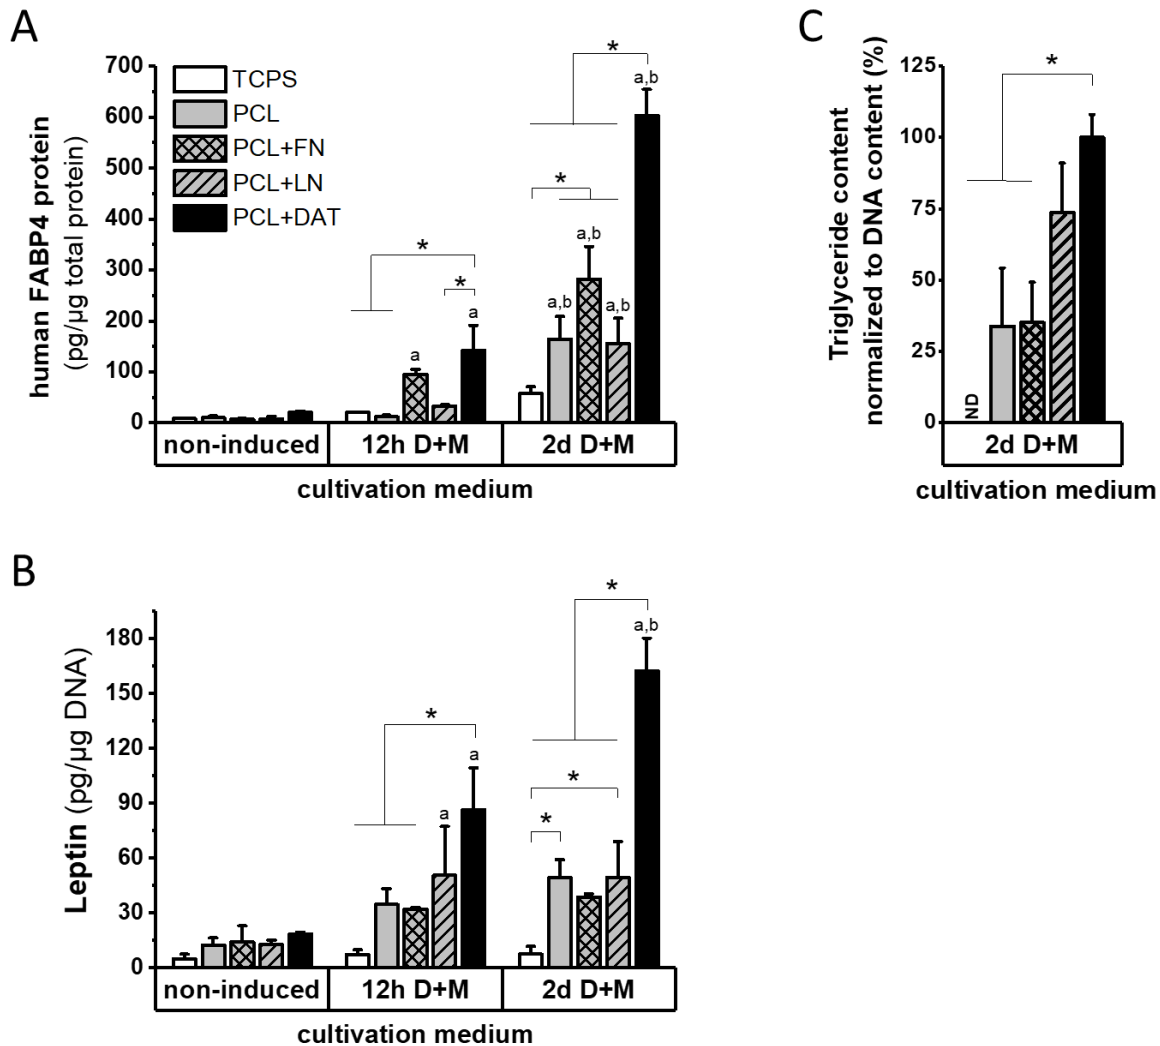 A
human FABP4 protein
(pg/µg total protein)
700
600
500
400
300
200
100
0
TCPS
PCL
PCL+FN
PCL+LN
PCL+DAT
*
*
a
a
*
*
a,b
a,b
a,b
a,b
non-induced
12h D+M
2d D+M
cultivation medium
C
Triglyceride content
normalized to DNA content (%)
125
100
75
50
25
0
*
ND
2d D+M
cultivation medium
B
Leptin (pg/µg DNA)
180
150
120
90
60
30
0
*
a
a
*
*
*
a,b
non-induced
12h D+M
2d D+M
cultivation medium